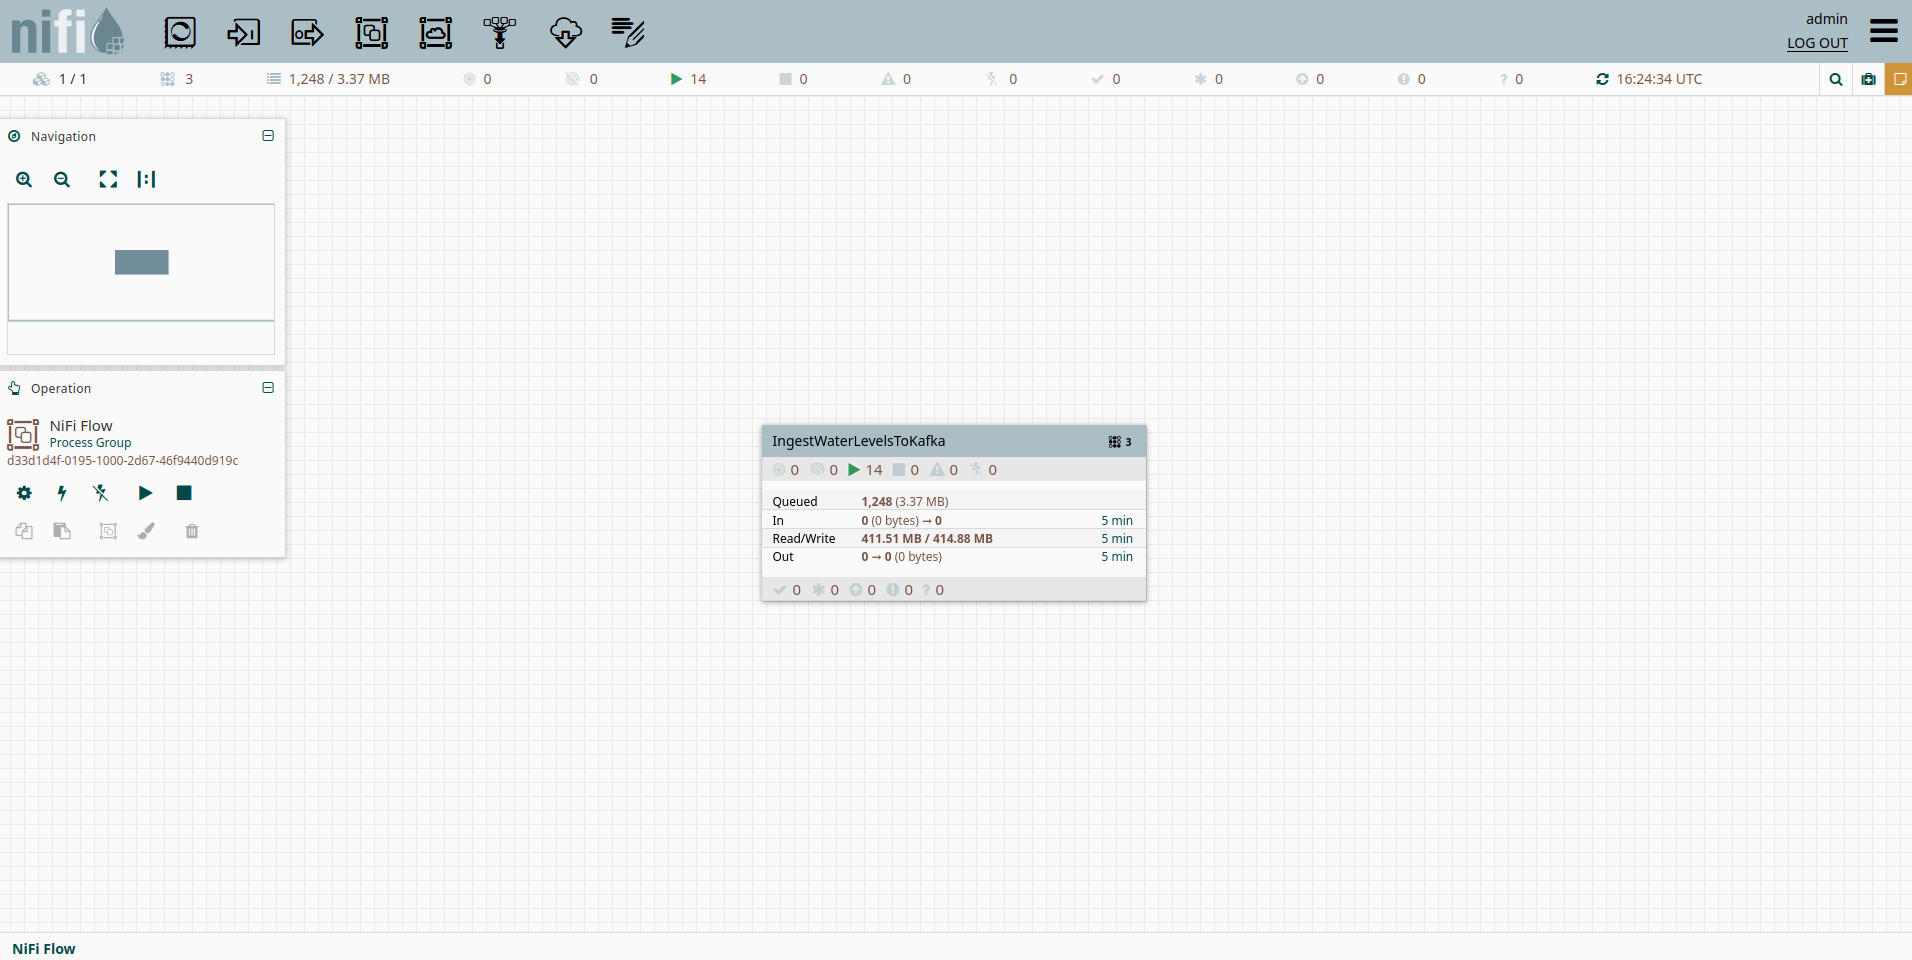 nifi
admin
LOG OUT
1 / 1 3 1,248 / 3.37 MB 0 0 14 0 0 0 0 0 0 0 ? 0 16:24:34 UTC
Navigation
Operation
NiFi Flow
Process Group
d33d1d4f-0195-1000-2d67-46f9440d919c
IngestWaterLevelsToKafka 3
0 0 14 0 0 0
Queued 1,248 (3.37 MB)
In 0 (0 bytes) → 0 5 min
Read/Write 411.51 MB / 414.88 MB 5 min
Out 0 → 0 (0 bytes) 5 min
0 0 0 0 ? 0
NiFi Flow